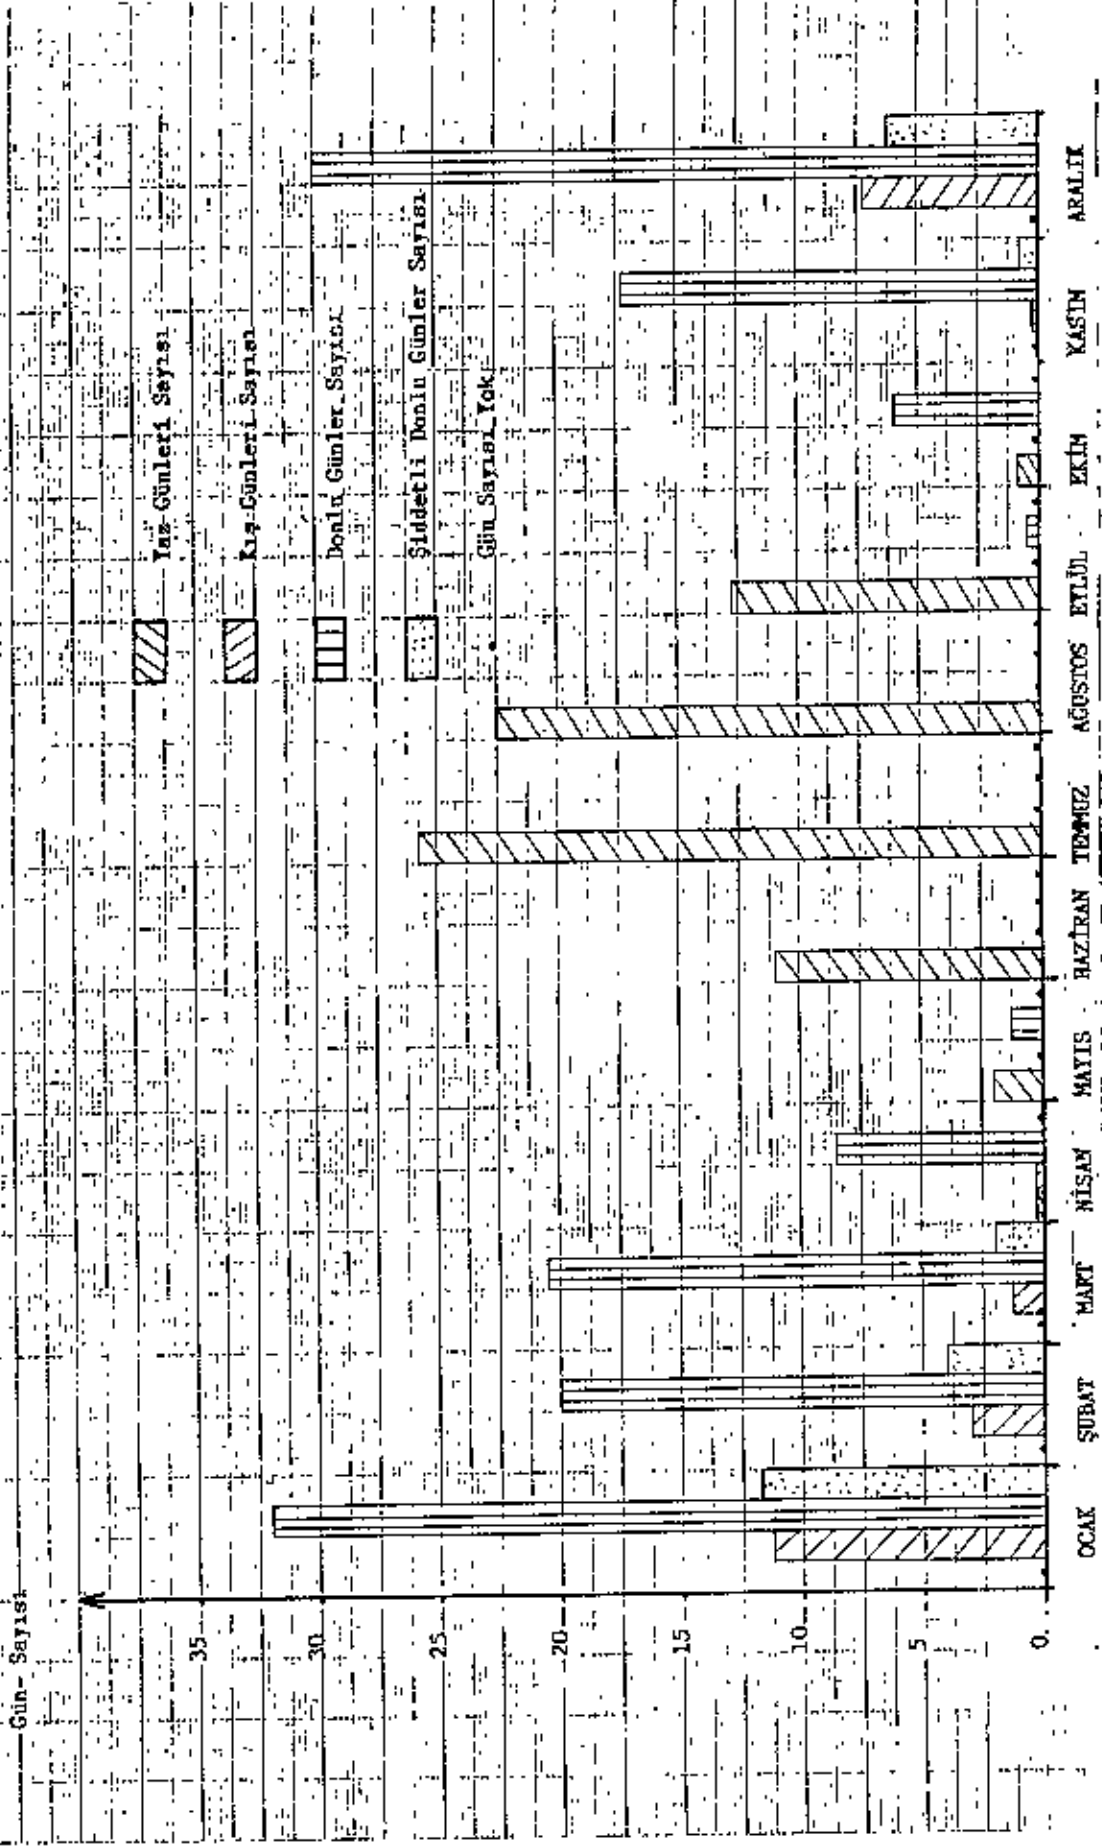 Gün Sayısı
Yaz Günleri Sayısı
Kış Günleri Sayısı
Donlu Günler Sayısı
Şiddetli Donlu Günler Sayısı
Gün Sayısı Yok
35
30
25
20
15
10
5
0
OCAK ŞUBAT MART NİSAN MAYIS HAZİRAN TEMMUZ AĞUSTOS EYLÜL EKİM KASIM ARALIK